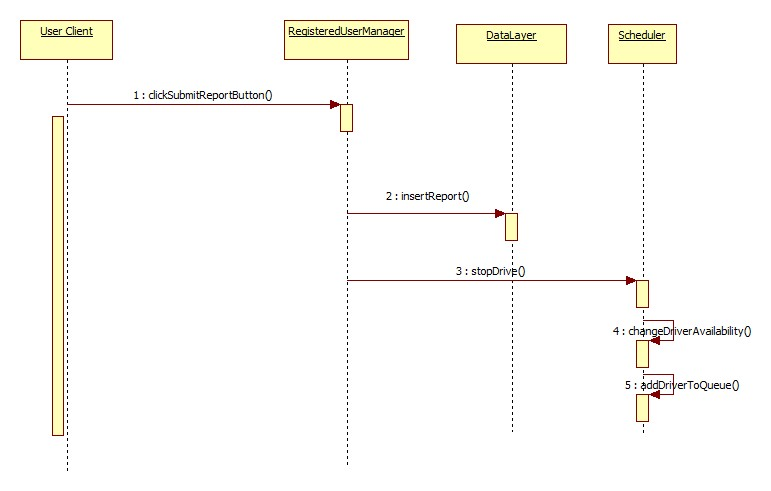 User Client
RegisteredUserManager
DataLayer
Scheduler
1 : clickSubmitReportButton()
2 : insertReport()
3 : stopDrive()
4 : changeDriverAvailability()
5 : addDriverToQueue()